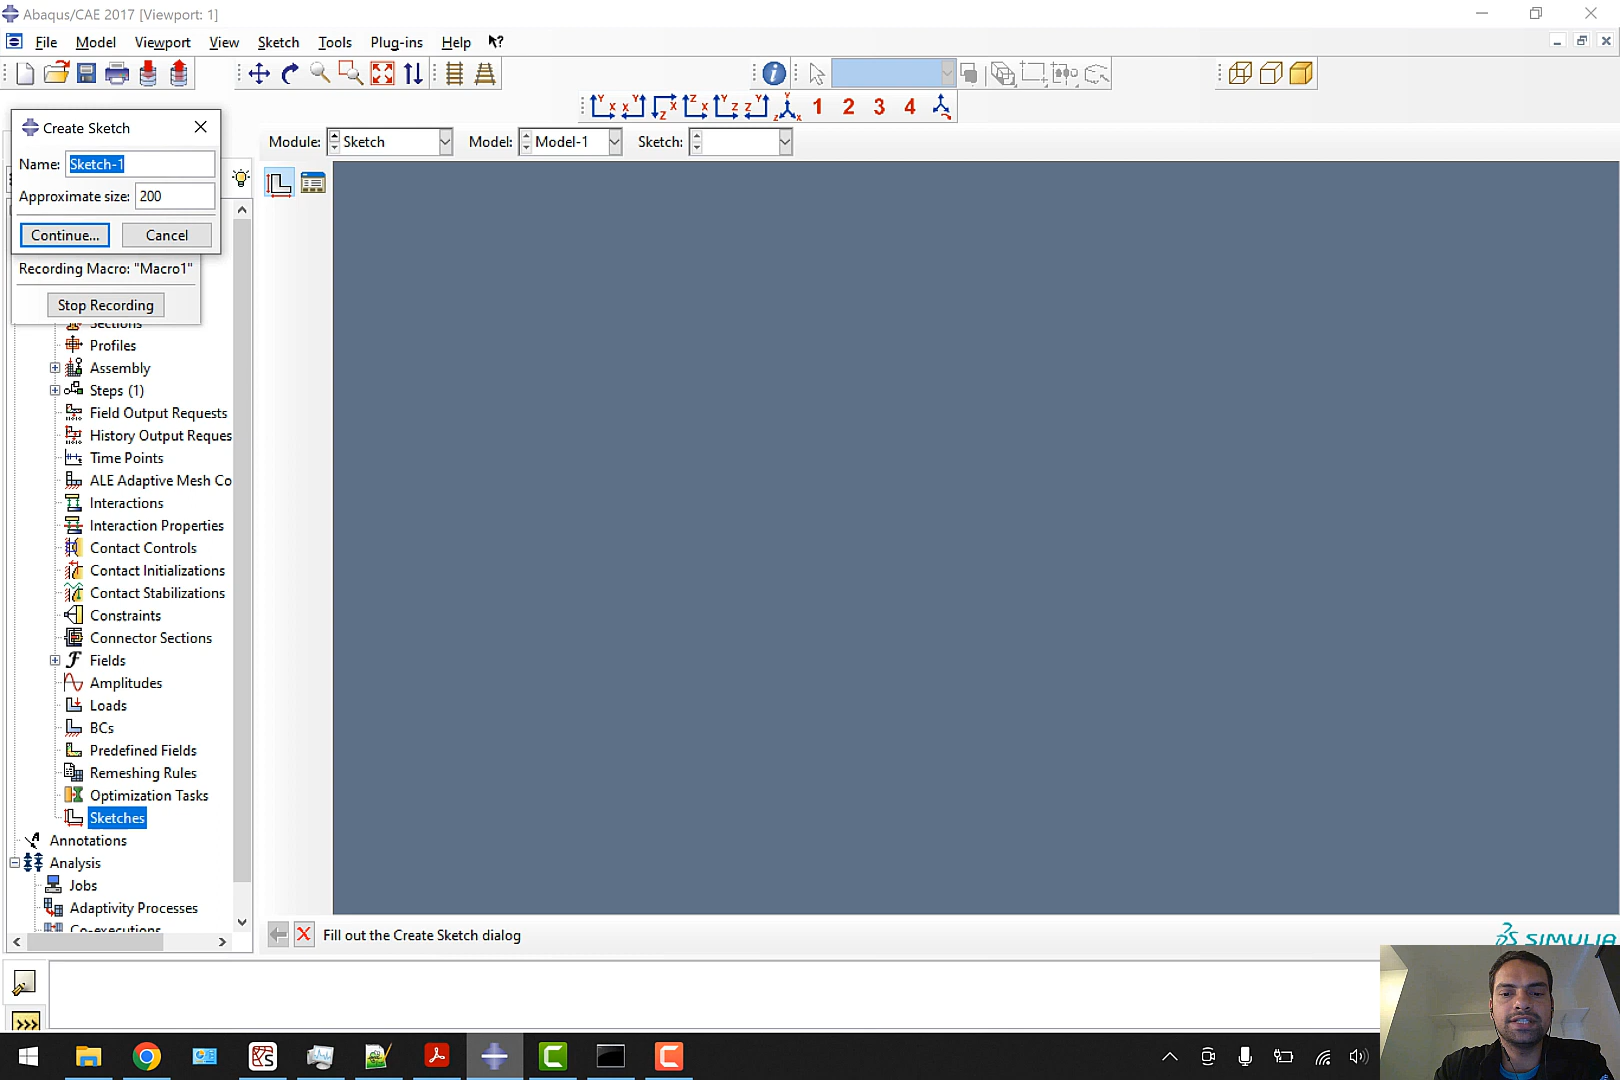 Abaqus/CAE 2017 [Viewport: 1]
File Model Viewport View Sketch Tools Plug-ins Help
1 2 3 4
Create Sketch
Name: Sketch-1
Approximate size: 200
Continue... Cancel
Recording Macro: "Macro1"
Stop Recording
Module: Sketch Model: Model-1 Sketch:
Sections
Profiles
Assembly
Steps (1)
Field Output Requests
History Output Reques
Time Points
ALE Adaptive Mesh Co
Interactions
Interaction Properties
Contact Controls
Contact Initializations
Contact Stabilizations
Constraints
Connector Sections
Fields
Amplitudes
Loads
BCs
Predefined Fields
Remeshing Rules
Optimization Tasks
Sketches
Annotations
Analysis
Jobs
Adaptivity Processes
Co-executions
Fill out the Create Sketch dialog
SIMULIA
>>>